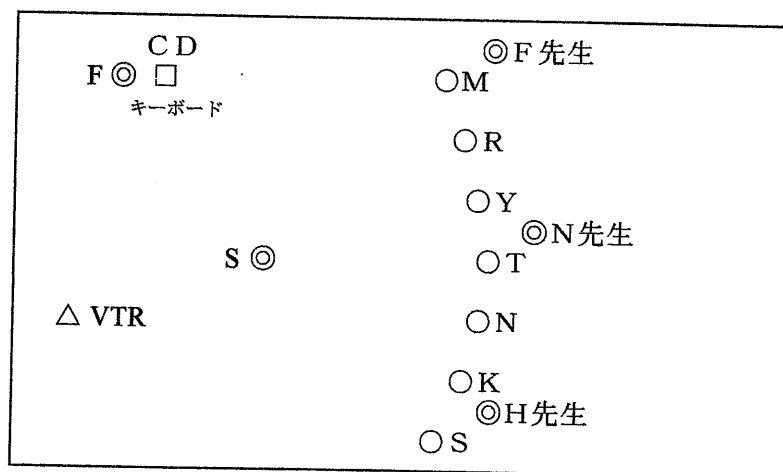 CD
F ◎ □
キーボード
◎F先生
○M
○R
○Y
◎N先生
S ◎
○T
△ VTR
○N
○K
◎H先生
○S